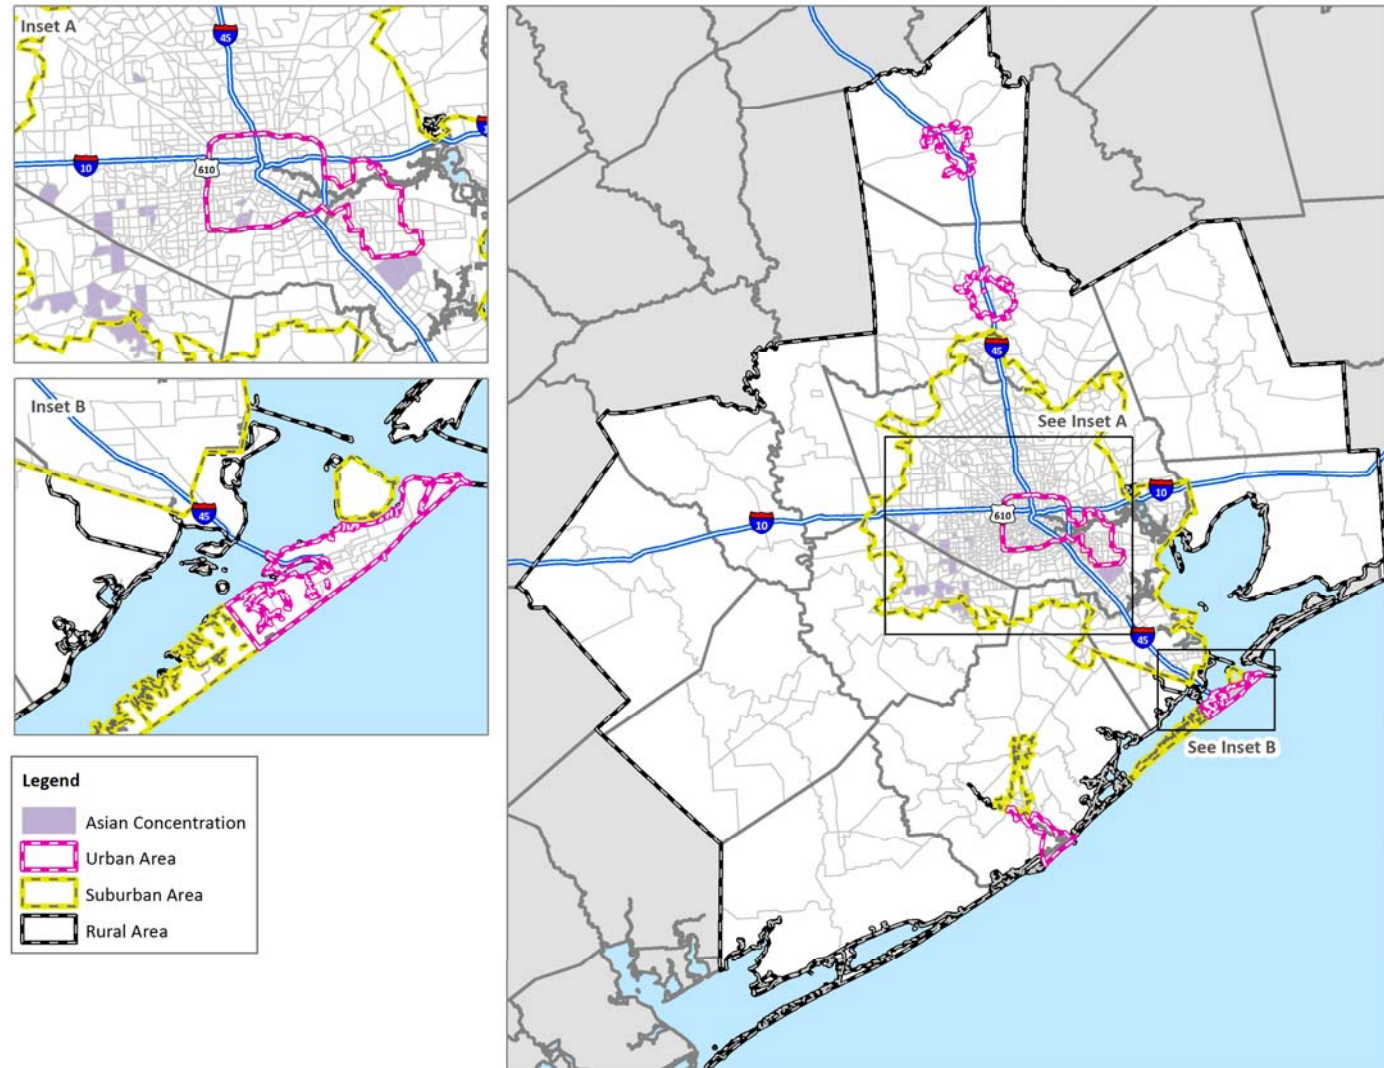 Inset A
45
10
610
Inset B
45
Legend
Asian Concentration
Urban Area
Suburban Area
Rural Area
45
See Inset A
10
610
10
45
See Inset B